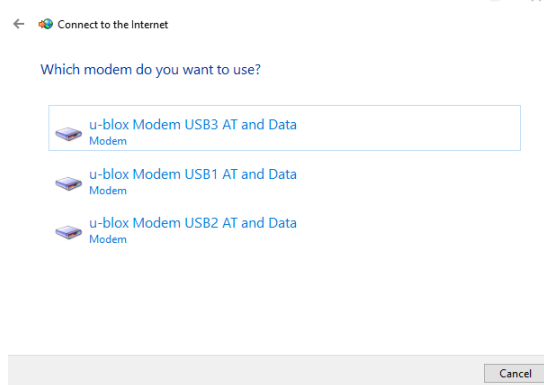 Connect to the Internet
Which modem do you want to use?
u-blox Modem USB3 AT and Data
Modem
u-blox Modem USB1 AT and Data
Modem
u-blox Modem USB2 AT and Data
Modem
Cancel